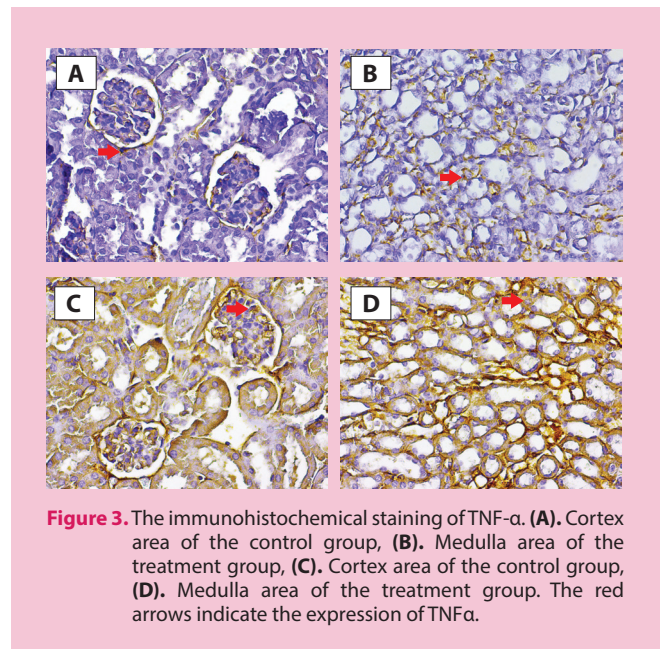 A
B
C
D
Figure 3. The immunohistochemical staining of TNF-α. (A). Cortex
area of the control group, (B). Medulla area of the
treatment group, (C). Cortex area of the control group,
(D). Medulla area of the treatment group. The red
arrows indicate the expression of TNFα.